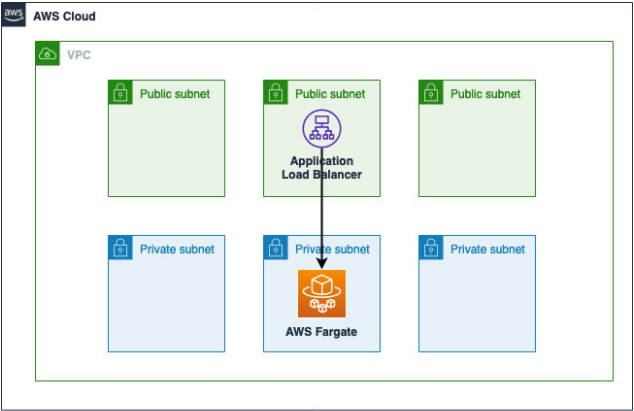 aws
AWS Cloud
VPC
Public subnet
Public subnet
Public subnet
Application
Load Balancer
Private subnet
Private subnet
Private subnet
AWS Fargate